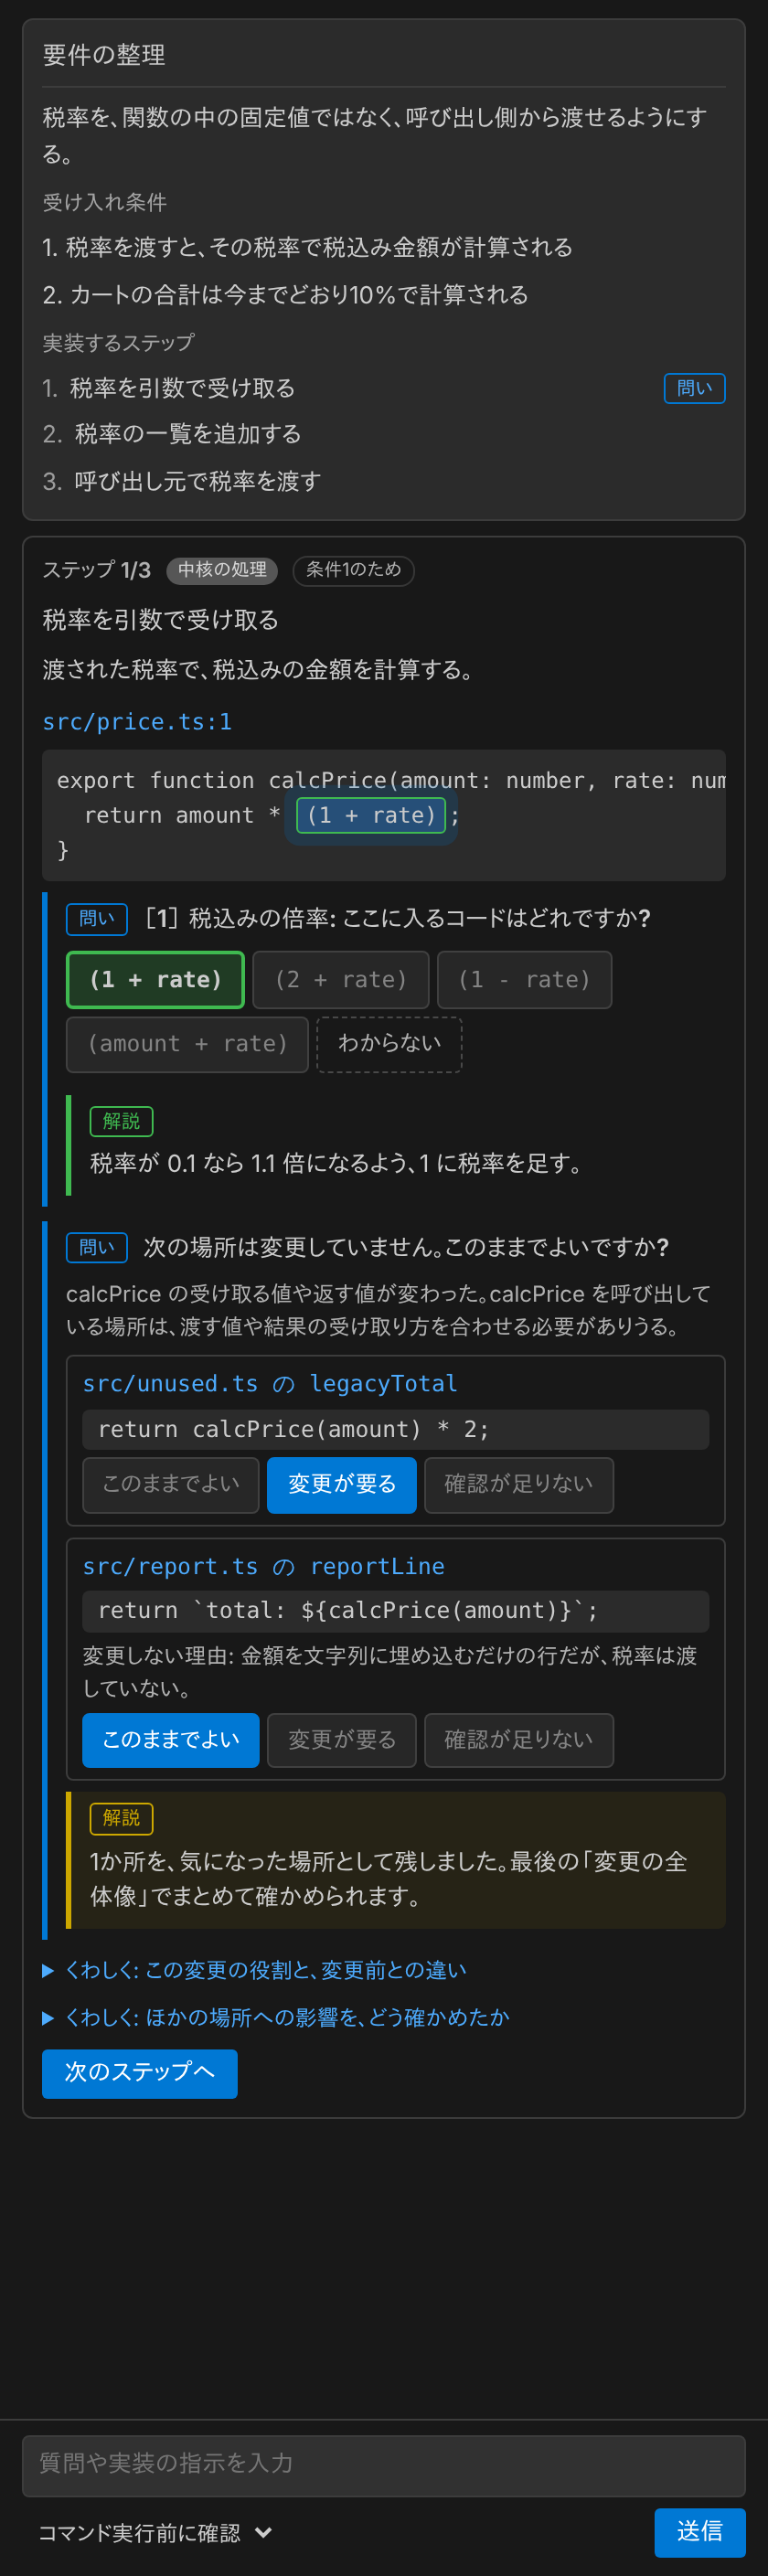 要件の整理
税率を、関数の中の固定値ではなく、呼び出し側から渡せるようにす
る。
受け入れ条件
1. 税率を渡すと、その税率で税込み金額が計算される
2. カートの合計は今までどおり10%で計算される
実装するステップ
1. 税率を引数で受け取る 問い
2. 税率の一覧を追加する
3. 呼び出し元で税率を渡す
ステップ 1/3 中核の処理 条件1のため
税率を引数で受け取る
渡された税率で、税込みの金額を計算する。
src/price.ts:1
export function calcPrice(amount: number, rate: num
return amount * (1 + rate);
}
問い [1] 税込みの倍率: ここに入るコードはどれですか?
(1 + rate) (2 + rate) (1 - rate)
(amount + rate) わからない
解説
税率が 0.1 なら 1.1 倍になるよう、1 に税率を足す。
問い 次の場所は変更していません。このままでよいですか?
calcPrice の受け取る値や返す値が変わった。calcPrice を呼び出して
いる場所は、渡す値や結果の受け取り方を合わせる必要がありうる。
src/unused.ts の legacyTotal
return calcPrice(amount) * 2;
このままでよい 変更が要る 確認が足りない
src/report.ts の reportLine
return `total: ${calcPrice(amount)}`;
変更しない理由: 金額を文字列に埋め込むだけの行だが、税率は渡
していない。
このままでよい 変更が要る 確認が足りない
解説
1か所を、気になった場所として残しました。最後の「変更の全
体像」でまとめて確かめられます。
▶ くわしく: この変更の役割と、変更前との違い
▶ くわしく: ほかの場所への影響を、どう確かめたか
次のステップへ
質問や実装の指示を入力
コマンド実行前に確認 送信